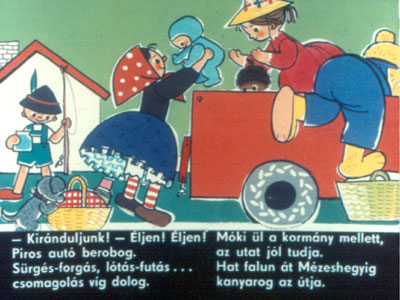 — Kiránduljunk! — Éljen! Éljen!
Piros autó berobog.
Sürgés-forgás, lótás-futás...
csomagolás víg dolog.
Móki ül a kormány mellett,
az utat jól tudja.
Hat falun át Mézeshegyig
kanyarog az útja.